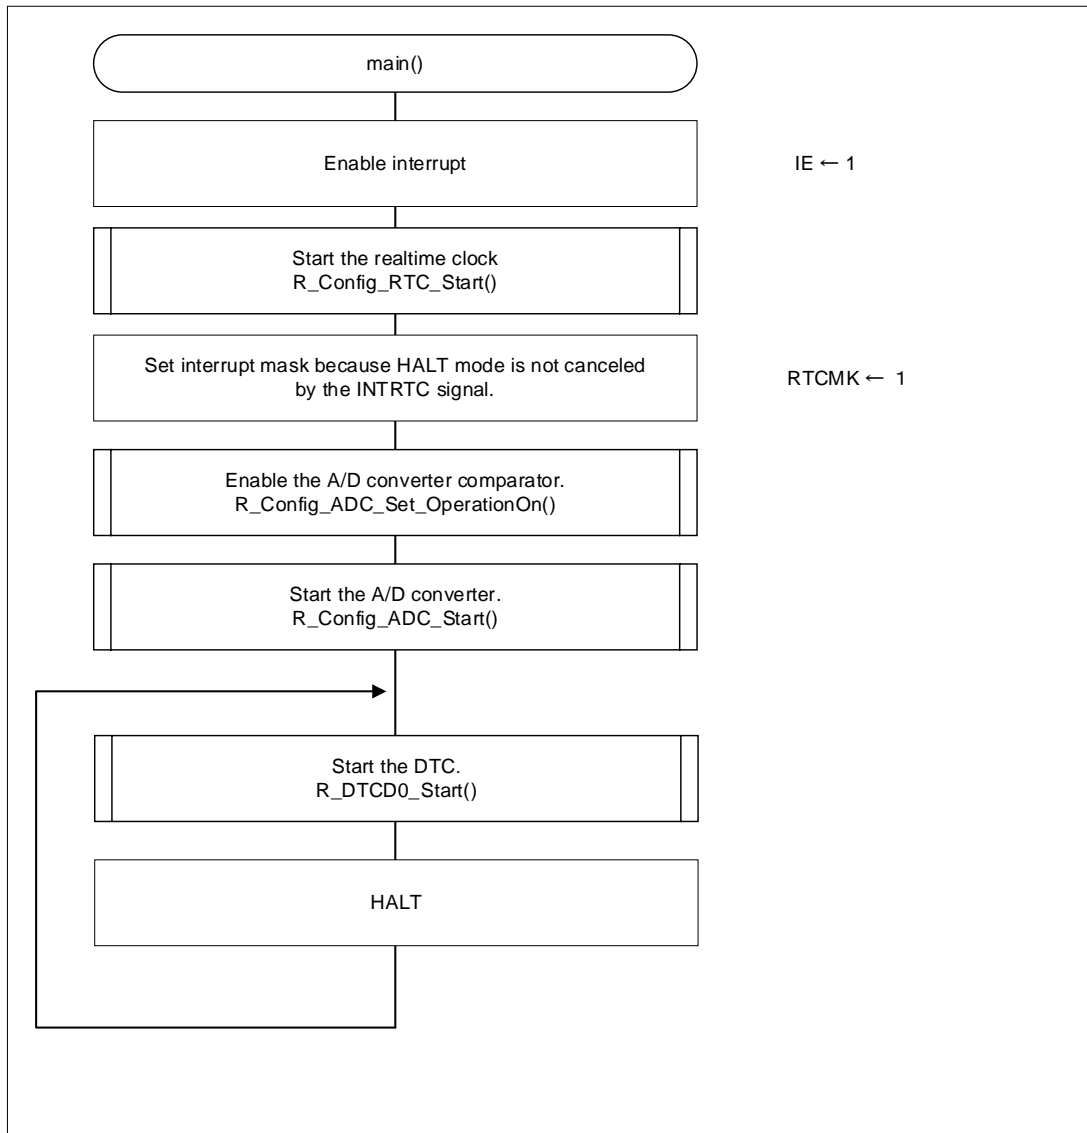 main()
Enable interrupt
IE ← 1
Start the realtime clock
R_Config_RTC_Start()
Set interrupt mask because HALT mode is not canceled
by the INTRTC signal.
RTCMK ← 1
Enable the A/D converter comparator.
R_Config_ADC_Set_OperationOn()
Start the A/D converter.
R_Config_ADC_Start()
Start the DTC.
R_DTCD0_Start()
HALT